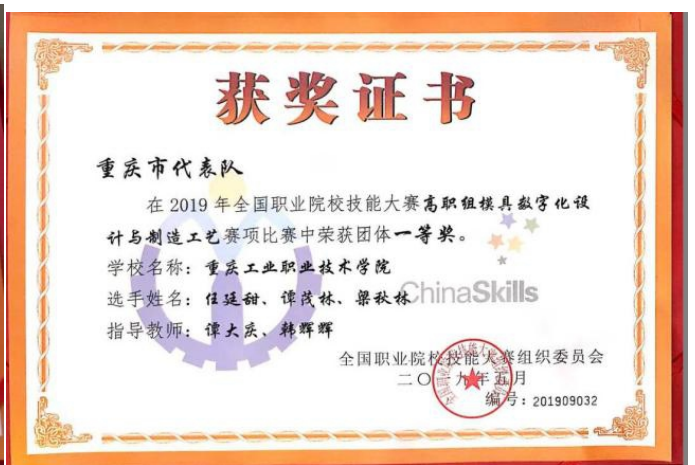 获奖证书
重庆市代表队
在 2019 年全国职业院校技能大赛高职组模具数字化设
计与制造工艺赛项比赛中荣获团体一等奖。
学校名称：重庆工业职业技术学院
选手姓名：任廷甜、谭茂林、梁秋林
ChinaSkills
指导教师：谭大庆、韩辉辉
全国职业院校技能大赛组织委员会
二〇一九年五月
编号：201909032